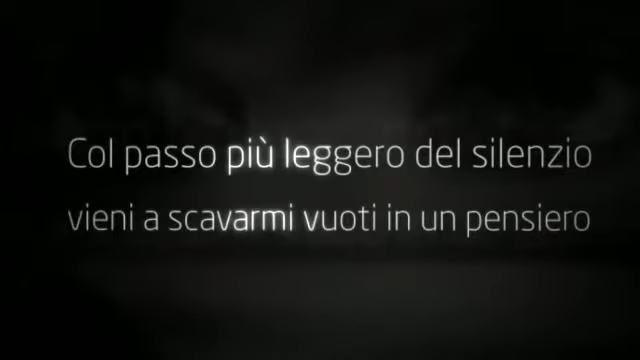 Col passo più leggero del silenzio
vieni a scavarmi vuoti in un pensiero